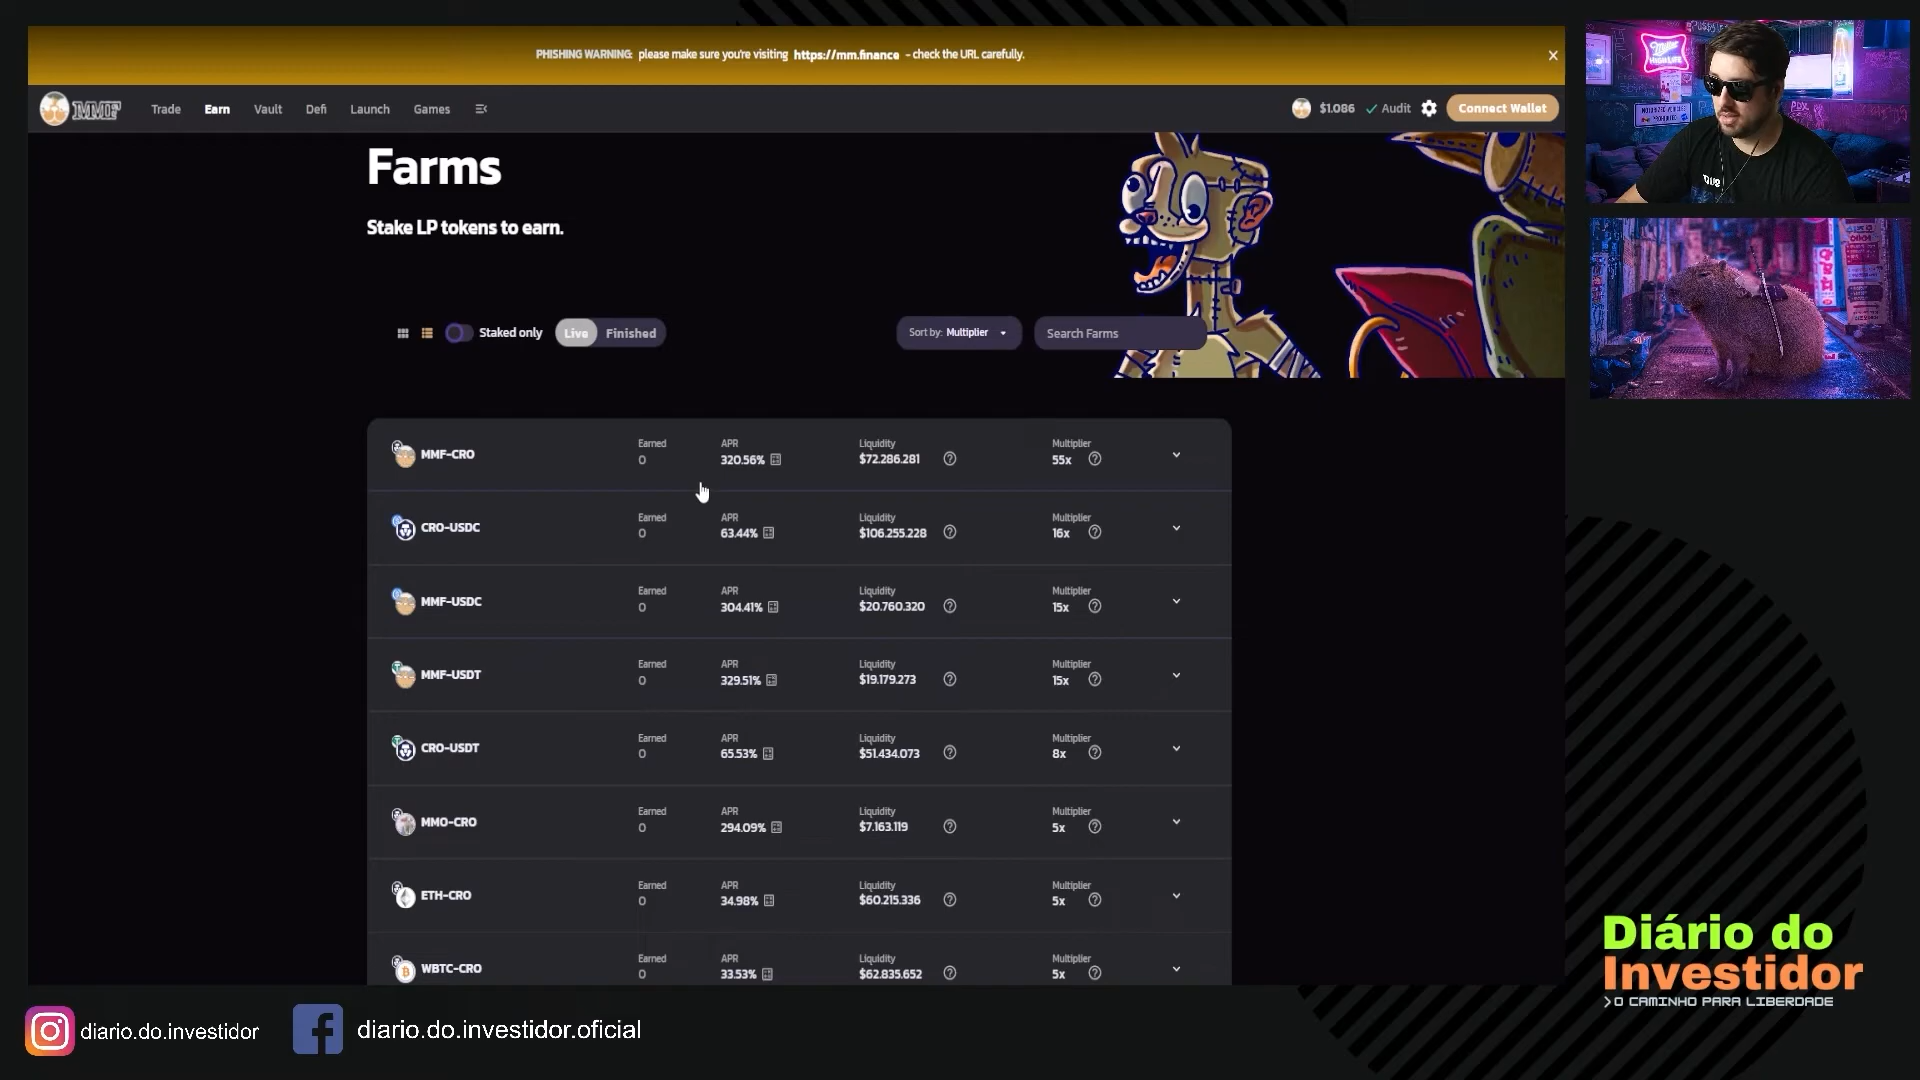 PHISHING WARNING: please make sure you're visiting https://mm.finance - check the URL carefully.
MMF
Trade Earn Vault Defi Launch Games
$1.086 Audit Connect Wallet
Farms
Stake LP tokens to earn.
Staked only Live Finished
Sort by: Multiplier Search Farms
MMF-CRO Earned 0 APR 320.56% Liquidity $72.286.281 Multiplier 55x
CRO-USDC Earned 0 APR 63.44% Liquidity $106.255.228 Multiplier 16x
MMF-USDC Earned 0 APR 304.41% Liquidity $20.760.320 Multiplier 15x
MMF-USDT Earned 0 APR 329.51% Liquidity $19.179.273 Multiplier 15x
CRO-USDT Earned 0 APR 65.53% Liquidity $51.434.073 Multiplier 8x
MMO-CRO Earned 0 APR 294.09% Liquidity $7.163.119 Multiplier 5x
ETH-CRO Earned 0 APR 34.98% Liquidity $60.215.336 Multiplier 5x
WBTC-CRO Earned 0 APR 33.53% Liquidity $62.835.652 Multiplier 5x
Miller
HIGH LIFE
Diário do
Investidor
>O CAMINHO PARA LIBERDADE
diario.do.investidor
diario.do.investidor.oficial